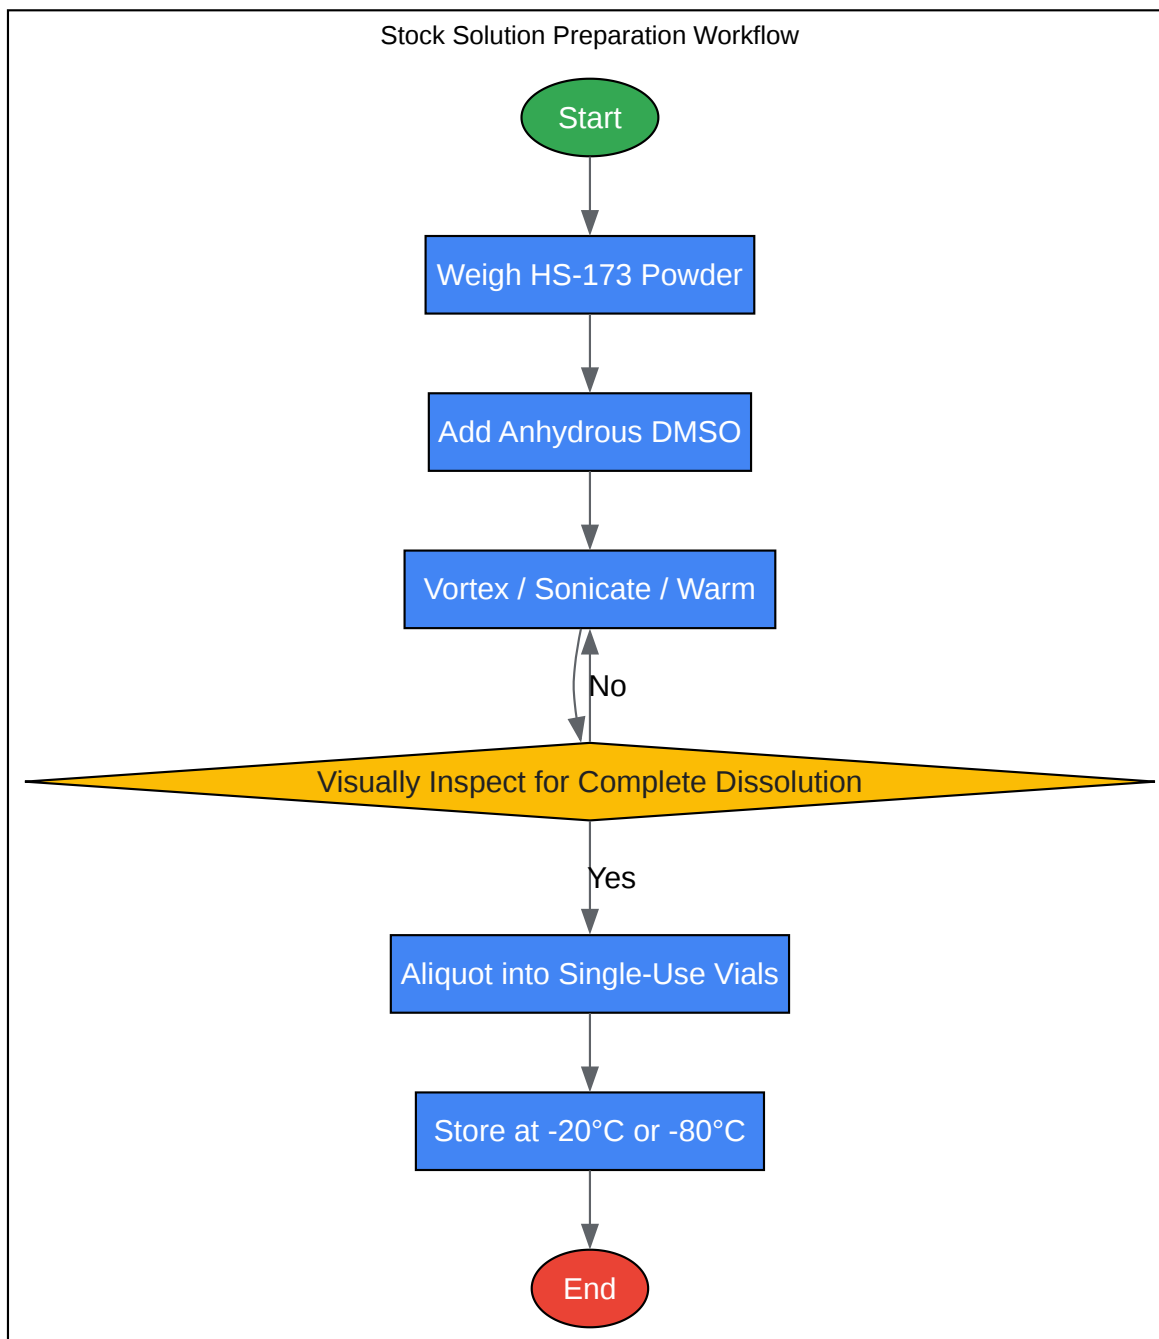 Stock Solution Preparation Workflow
Start
Weigh HS-173 Powder
Add Anhydrous DMSO
Vortex / Sonicate / Warm
No
Visually Inspect for Complete Dissolution
Yes
Aliquot into Single-Use Vials
Store at -20°C or -80°C
End